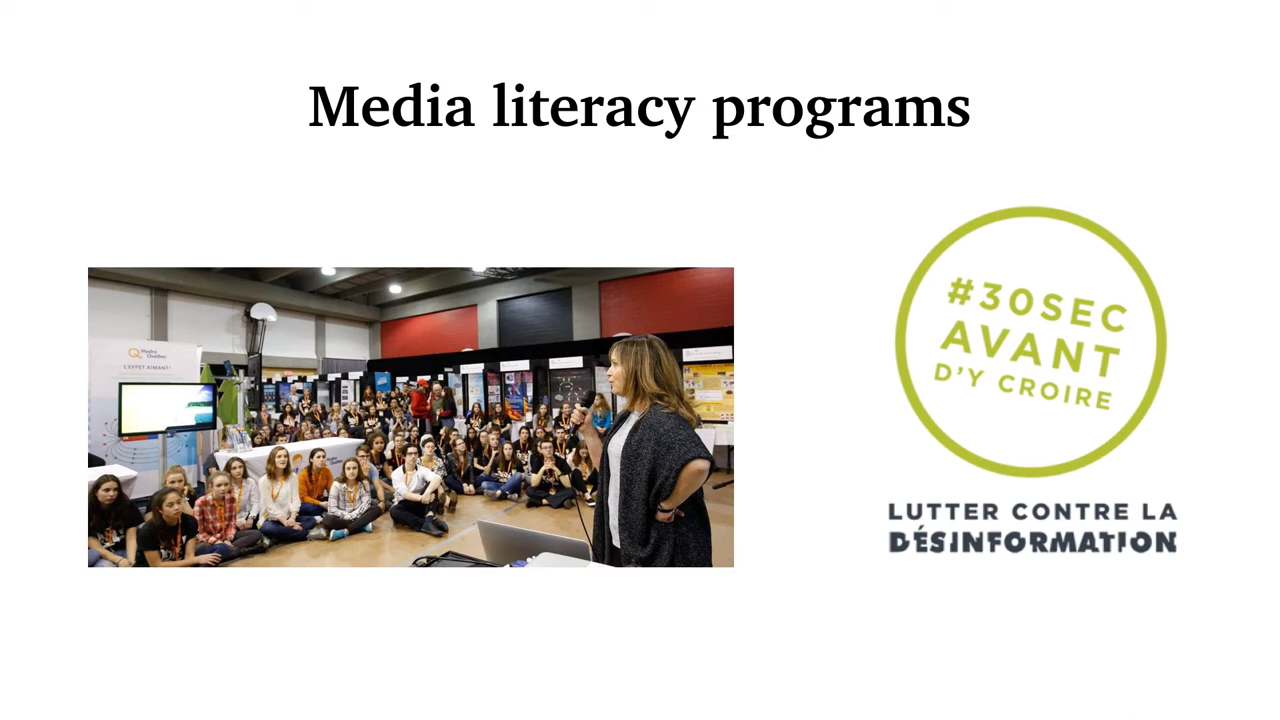 Media literacy programs
Hydro
Québec
L'EFFET AIMANT!
#30SEC
AVANT
D'Y CROIRE
LUTTER CONTRE LA
DÉSINFORMATION